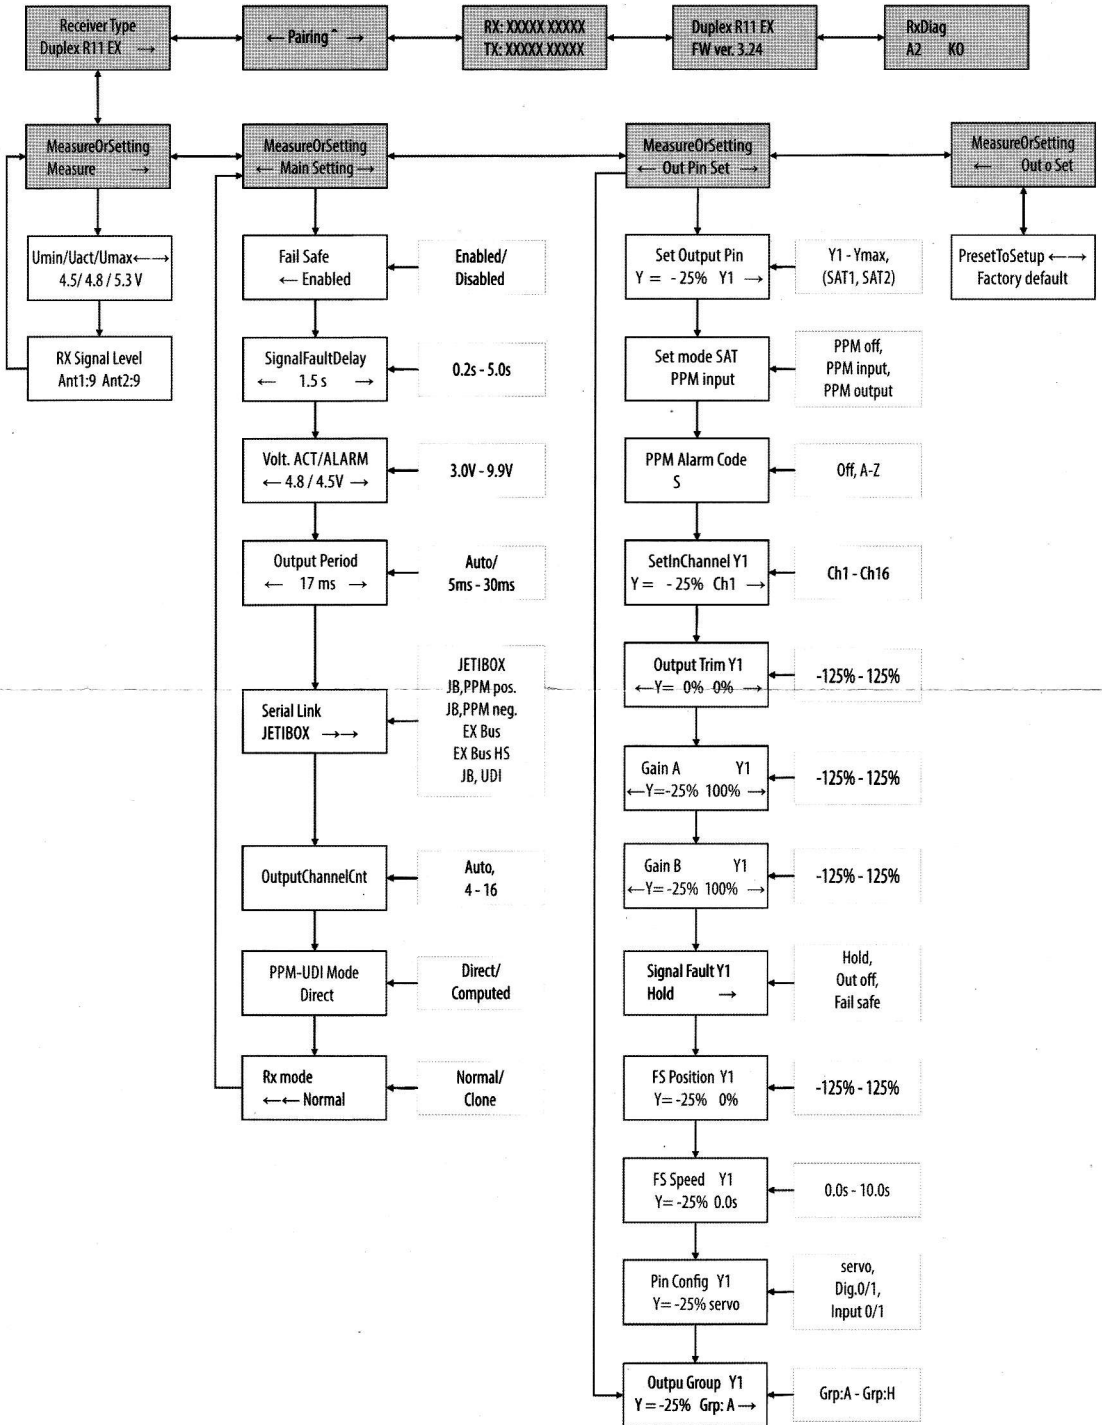 Receiver Type
Duplex R11 EX →
← Pairing ˆ →
RX: XXXXX XXXXX
TX: XXXXX XXXXX
Duplex R11 EX
FW ver. 3.24
RxDiag
A2 K0
MeasureOrSetting
Measure →
MeasureOrSetting
← Main Setting →
MeasureOrSetting
← Out Pin Set →
MeasureOrSetting
← Out o Set
Umin/Uact/Umax ←→
4.5/ 4.8 / 5.3 V
RX Signal Level
Ant1:9 Ant2:9
Fail Safe
← Enabled
Enabled/
Disabled
SignalFaultDelay
← 1.5 s →
0.2s - 5.0s
Volt. ACT/ALARM
← 4.8 / 4.5V →
3.0V - 9.9V
Output Period
← 17 ms →
Auto/
5ms - 30ms
Serial Link
JETIBOX →→
JETIBOX
JB,PPM pos.
JB,PPM neg.
EX Bus
EX Bus HS
JB, UDI
OutputChannelCnt
Auto,
4 - 16
PPM-UDI Mode
Direct
Direct/
Computed
Rx mode
←← Normal
Normal/
Clone
Set Output Pin
Y = - 25% Y1 →
Y1 - Ymax,
(SAT1, SAT2)
Set mode SAT
PPM input
PPM off,
PPM input,
PPM output
PPM Alarm Code
S
Off, A-Z
SetInChannel Y1
Y = - 25% Ch1 →
Ch1 - Ch16
Output Trim Y1
←Y= 0% 0% →
-125% - 125%
Gain A Y1
←Y=-25% 100% →
-125% - 125%
Gain B Y1
←Y=-25% 100% →
-125% - 125%
Signal Fault Y1
Hold →
Hold,
Out off,
Fail safe
FS Position Y1
Y= -25% 0%
-125% - 125%
FS Speed Y1
Y= -25% 0.0s
0.0s - 10.0s
Pin Config Y1
Y= -25% servo
servo,
Dig.0/1,
Input 0/1
Outpu Group Y1
Y= -25% Grp: A →
Grp:A - Grp:H
PresetToSetup ←→
Factory default